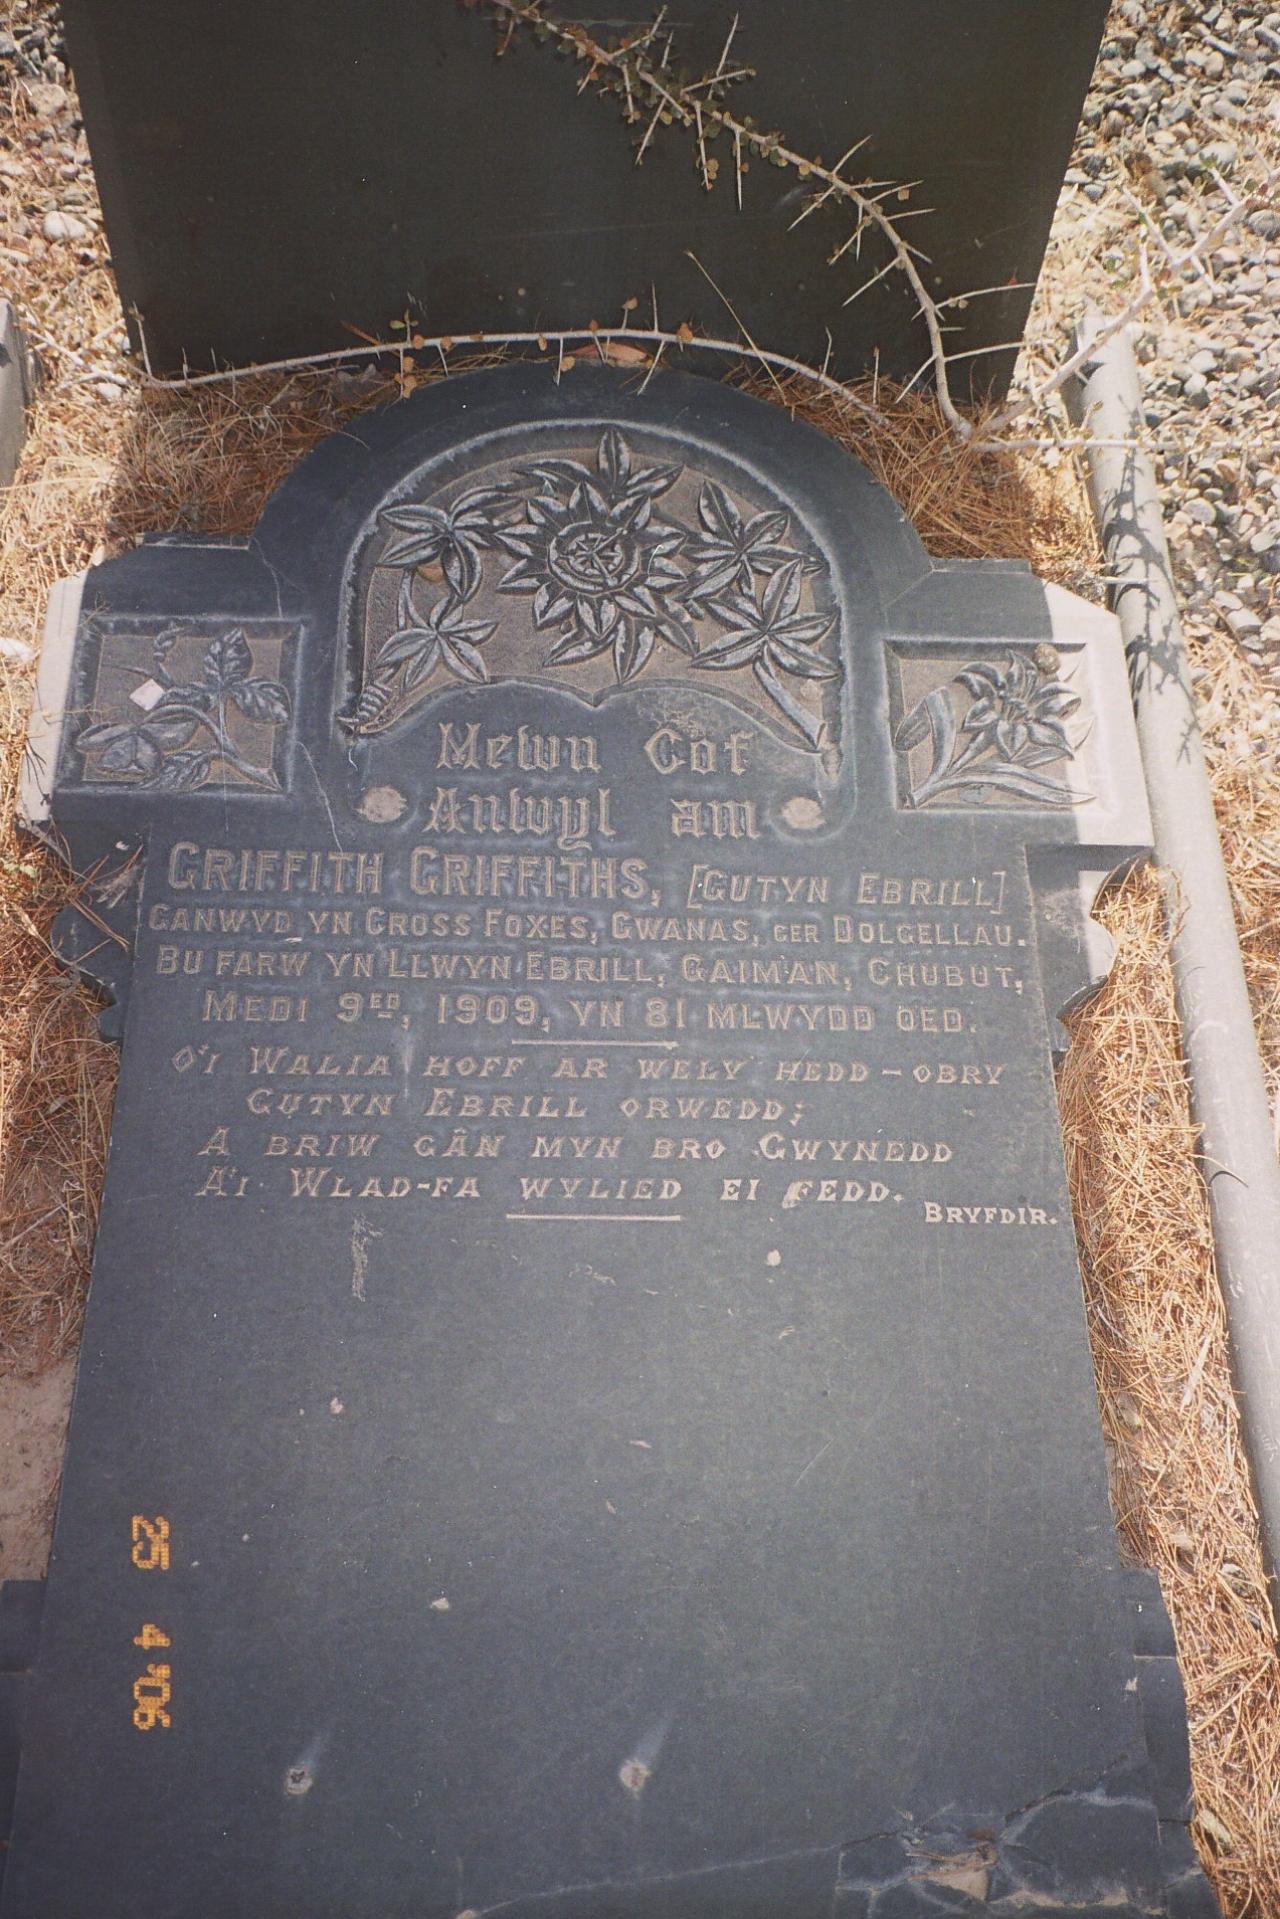 Mewn Cof
Anwyl am
GRIFFITH GRIFFITHS, [GUTYN EBRILL]
GANWYD YN CROSS FOXES, GWANAS, GER DOLGELLAU.
BU FARW YN LLWYN EBRILL, GAIMAN, CHUBUT,
MEDI 9ED, 1909, YN 81 MLWYDD OED.
O'I WALIA HOFF AR WELY HEDD-OBRY
GUTYN EBRILL ORWEDD;
A BRIW GÂN MYN BRO GWYNEDD
A'I WLAD-FA WYLIED EI FEDD.
BRYFDIR.
25 4 '06